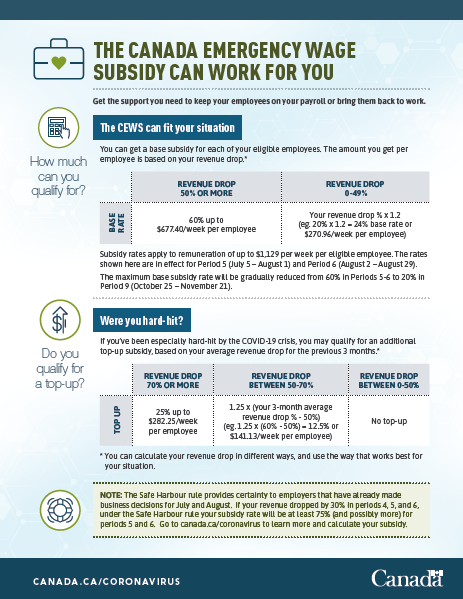 THE CANADA EMERGENCY WAGE
SUBSIDY CAN WORK FOR YOU
Get the support you need to keep your employees on your payroll or bring them back to work.
The CEWS can fit your situation
How much
can you
qualify for?
You can get a base subsidy for each of your eligible employees. The amount you get per
employee is based on your revenue drop.*
REVENUE DROP
50% OR MORE
REVENUE DROP
0-49%
BASE
RATE
60% up to
$677.40/week per employee
Your revenue drop % x 1.2
(eg. 20% x 1.2 = 24% base rate or
$270.96/week per employee)
Subsidy rates apply to remuneration of up to $1,129 per week per eligible employee. The rates
shown here are in effect for Period 5 (July 5 – August 1) and Period 6 (August 2 – August 29).
The maximum base subsidy rate will be gradually reduced from 60% in Periods 5-6 to 20% in
Period 9 (October 25 – November 21).
Were you hard-hit?
Do you
qualify for
a top-up?
If you've been especially hard-hit by the COVID-19 crisis, you may qualify for an additional
top-up subsidy, based on your average revenue drop for the previous 3 months.*
REVENUE DROP
70% OR MORE
REVENUE DROP
BETWEEN 50-70%
REVENUE DROP
BETWEEN 0-50%
TOP UP
25% up to
$282.25/week
per employee
1.25 x (your 3-month average
revenue drop % - 50%)
(eg. 1.25 x (60% - 50%) = 12.5% or
$141.13/week per employee)
No top-up
* You can calculate your revenue drop in different ways, and use the way that works best for
your situation.
NOTE: The Safe Harbour rule provides certainty to employers that have already made
business decisions for July and August. If your revenue dropped by 30% in periods 4, 5, and 6,
under the Safe Harbour rule your subsidy rate will be at least 75% (and possibly more) for
periods 5 and 6. Go to canada.ca/coronavirus to learn more and calculate your subsidy.
CANADA.CA/CORONAVIRUS
Canada